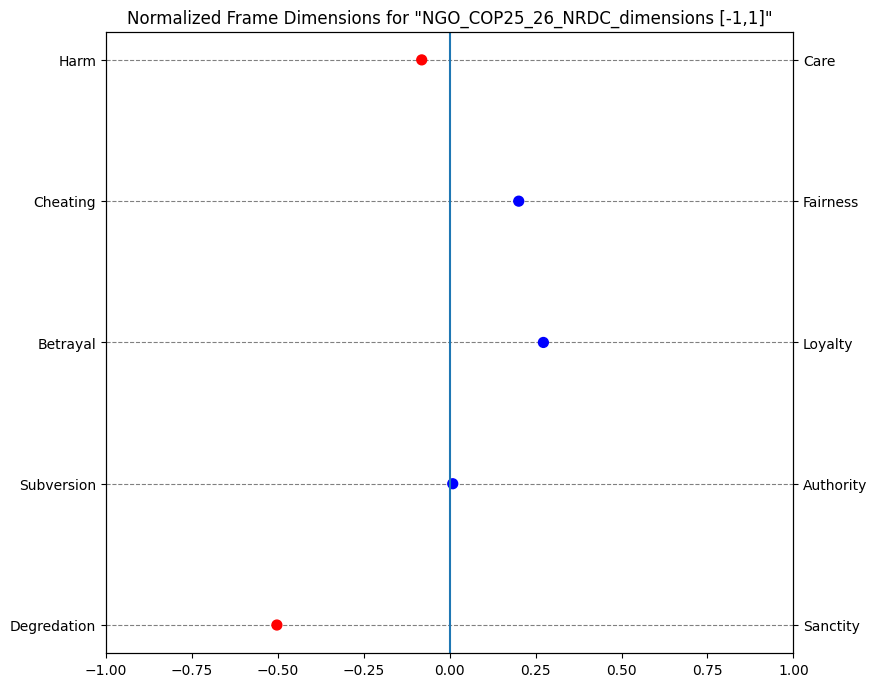 Normalized Frame Dimensions for "NGO_COP25_26_NRDC_dimensions [-1,1]"
Harm Care
Cheating Fairness
Betrayal Loyalty
Subversion Authority
Degredation Sanctity
−1.00 −0.75 −0.50 −0.25 0.00 0.25 0.50 0.75 1.00